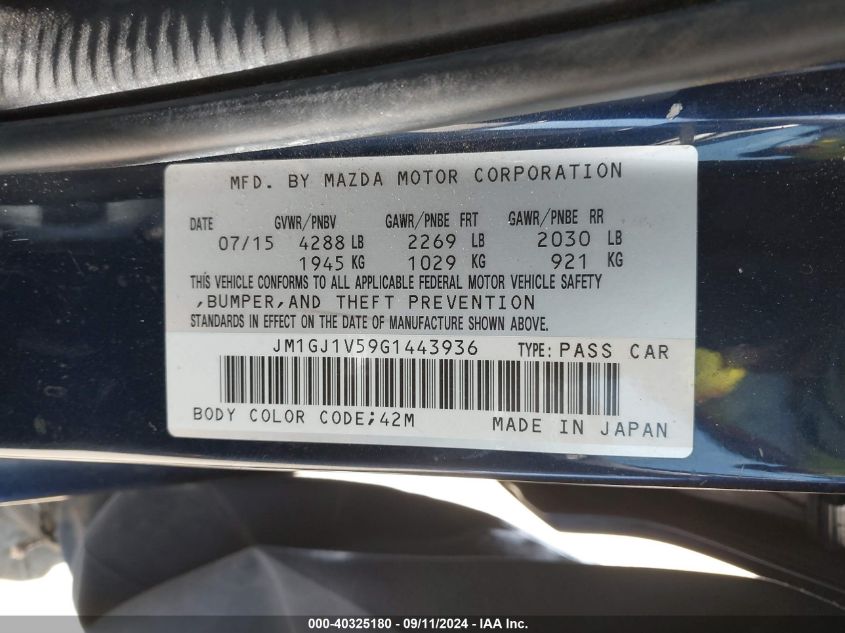 MFD. BY MAZDA MOTOR CORPORATION
DATE GVWR/PNBV GAWR/PNBE FRT GAWR/PNBE RR
07/15 4288 LB 2269 LB 2030 LB
1945 KG 1029 KG 921 KG
THIS VEHICLE CONFORMS TO ALL APPLICABLE FEDERAL MOTOR VEHICLE SAFETY
,BUMPER,AND THEFT PREVENTION
STANDARDS IN EFFECT ON THE DATE OF MANUFACTURE SHOWN ABOVE.
JM1GJ1V59G1443936 TYPE: PASS CAR
BODY COLOR CODE;42M MADE IN JAPAN
000-40325180 - 09/11/2024 - IAA Inc.